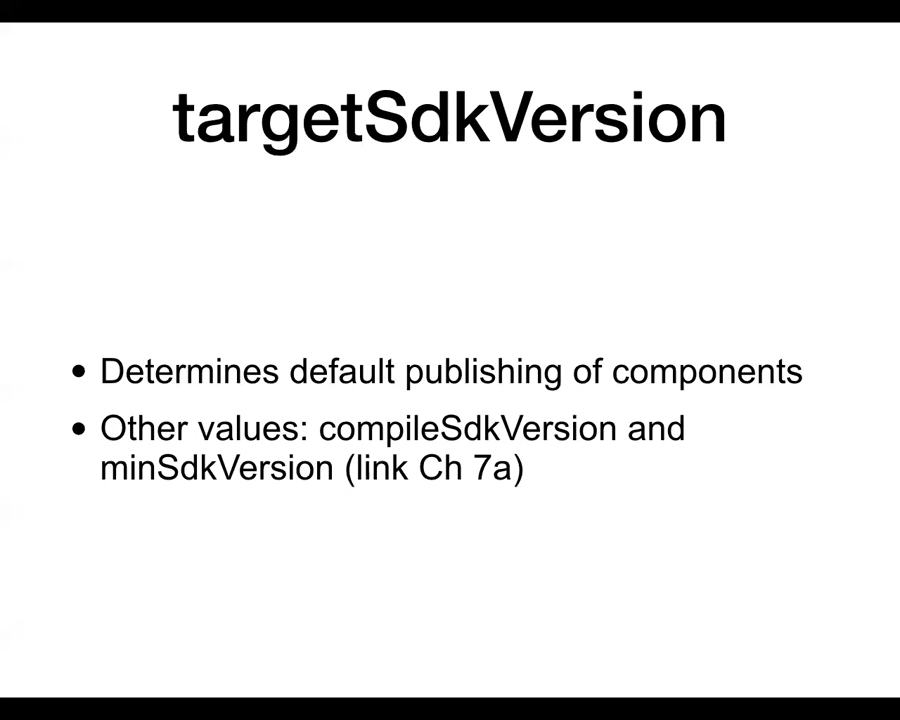 targetSdkVersion
• Determines default publishing of components
• Other values: compileSdkVersion and
minSdkVersion (link Ch 7a)